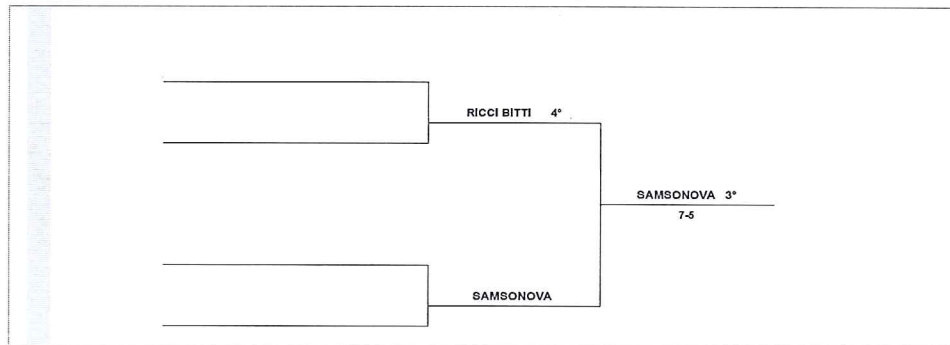 RICCI BITTI 4°
SAMSONOVA 3°
7-5
SAMSONOVA